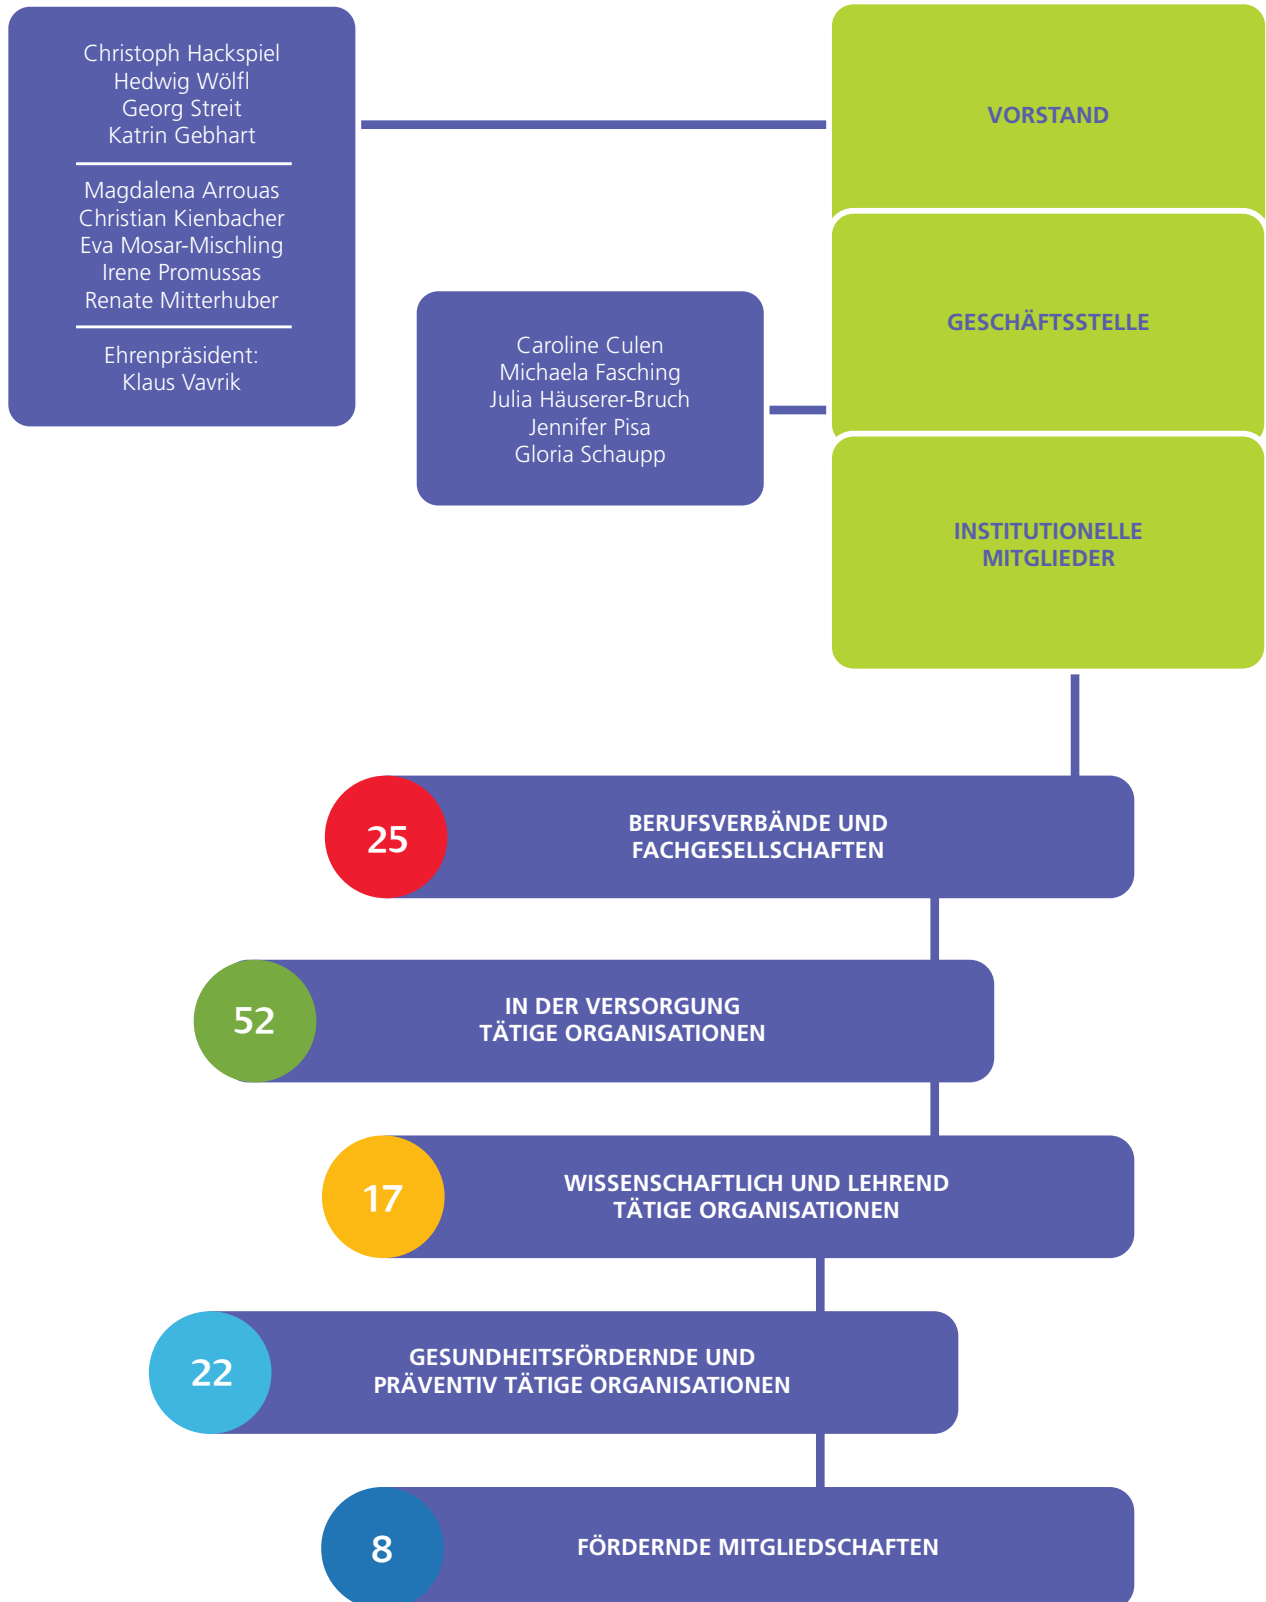 Christoph Hackspiel
Hedwig Wölfl
Georg Streit
Katrin Gebhart
Magdalena Arrouas
Christian Kienbacher
Eva Mosar-Mischling
Irene Promussas
Renate Mitterhuber
Ehrenpräsident:
Klaus Vavrik
VORSTAND
GESCHÄFTSSTELLE
Caroline Culen
Michaela Fasching
Julia Häuserer-Bruch
Jennifer Pisa
Gloria Schaupp
INSTITUTIONELLE
MITGLIEDER
25
BERUFSVERBÄNDE UND
FACHGESELLSCHAFTEN
52
IN DER VERSORGUNG
TÄTIGE ORGANISATIONEN
17
WISSENSCHAFTLICH UND LEHREND
TÄTIGE ORGANISATIONEN
22
GESUNDHEITSFÖRDERNDE UND
PRÄVENTIV TÄTIGE ORGANISATIONEN
8
FÖRDERNDE MITGLIEDSCHAFTEN